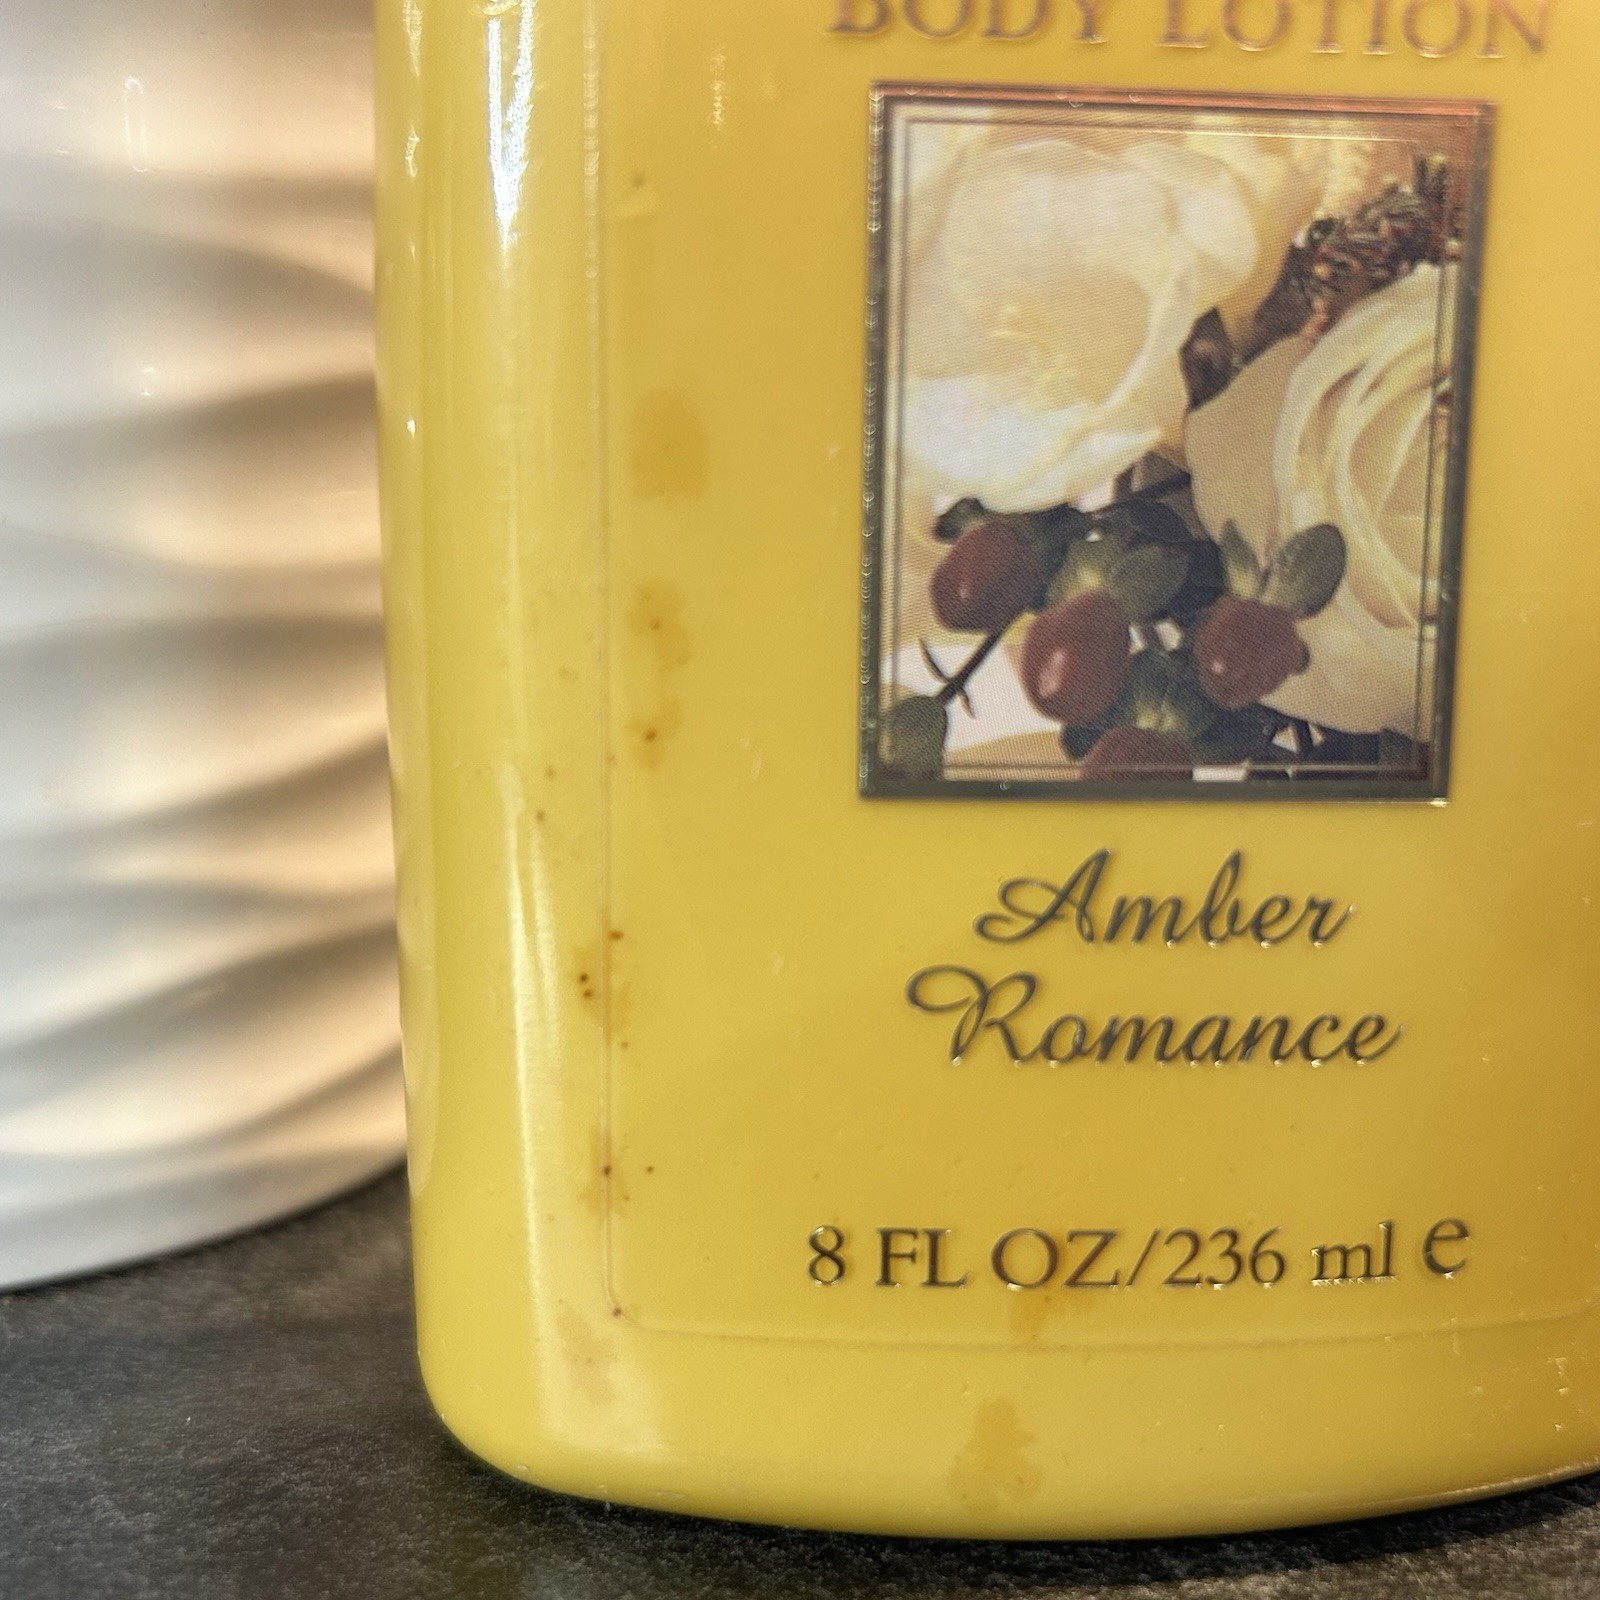 BODY LOTION
Amber
Romance
8 FL OZ/236 ml e